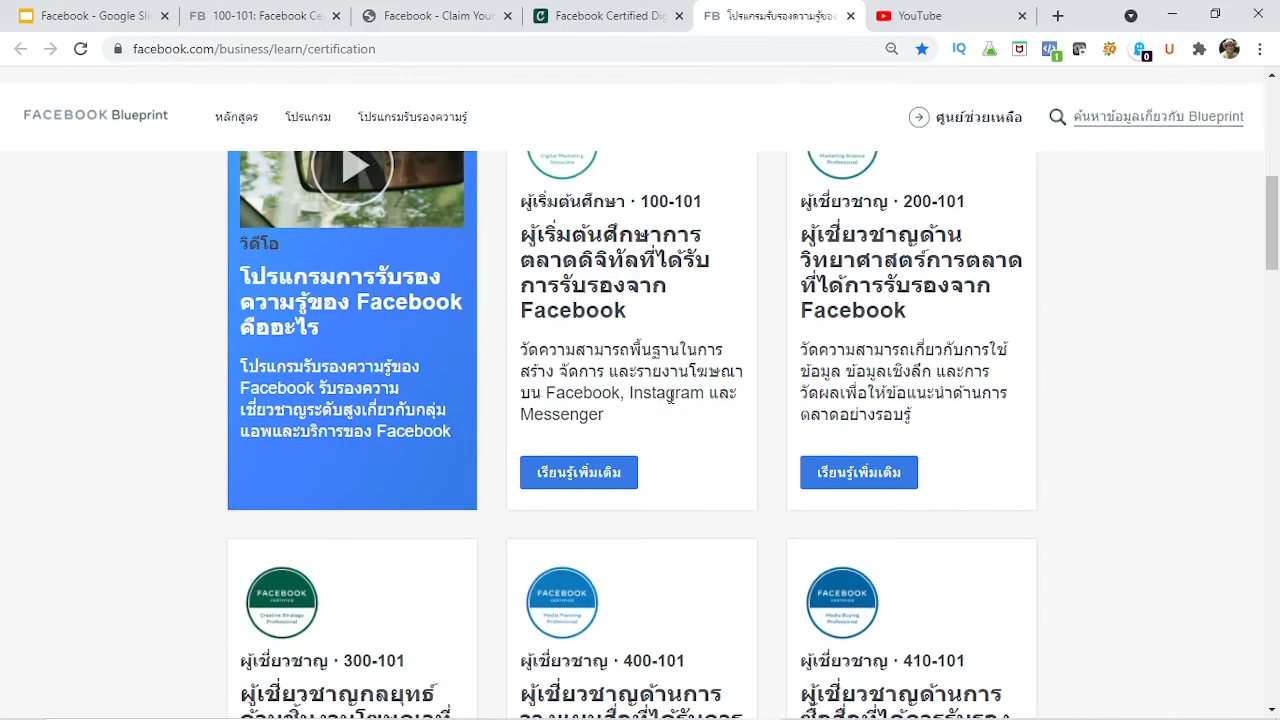 Facebook - Google Sli
100-101: Facebook Ce
Facebook - Claim Your
Facebook Certified Dig
โปรแกรมรับรองความรู้ของ
YouTube
facebook.com/business/learn/certification
IQ
1
0
U
FACEBOOK Blueprint
หลักสูตร
โปรแกรม
โปรแกรมรับรองความรู้
ศูนย์ช่วยเหลือ
ค้นหาข้อมูลเกี่ยวกับ Blueprint
วิดีโอ
โปรแกรมการรับรอง
ความรู้ของ Facebook
คืออะไร
โปรแกรมรับรองความรู้ของ
Facebook รับรองความ
เชี่ยวชาญระดับสูงเกี่ยวกับกลุ่ม
แอพและบริการของ Facebook
Digital Marketing
Associate
ผู้เริ่มต้นศึกษา · 100-101
ผู้เริ่มต้นศึกษาการ
ตลาดดิจิทัลที่ได้รับ
การรับรองจาก
Facebook
วัดความสามารถพื้นฐานในการ
สร้าง จัดการ และรายงานโฆษณา
บน Facebook, Instagram และ
Messenger
เรียนรู้เพิ่มเติม
Marketing Science
Professional
ผู้เชี่ยวชาญ · 200-101
ผู้เชี่ยวชาญด้าน
วิทยาศาสตร์การตลาด
ที่ได้การรับรองจาก
Facebook
วัดความสามารถเกี่ยวกับการใช้
ข้อมูล ข้อมูลเชิงลึก และการ
วัดผลเพื่อให้ข้อแนะนำด้านการ
ตลาดอย่างรอบรู้
เรียนรู้เพิ่มเติม
FACEBOOK
CERTIFIED
Creative Strategy
Professional
ผู้เชี่ยวชาญ · 300-101
ผู้เชี่ยวชาญกลยุทธ์
FACEBOOK
CERTIFIED
Media Planning
Professional
ผู้เชี่ยวชาญ · 400-101
ผู้เชี่ยวชาญด้านการ
FACEBOOK
CERTIFIED
Media Buying
Professional
ผู้เชี่ยวชาญ · 410-101
ผู้เชี่ยวชาญด้านการ